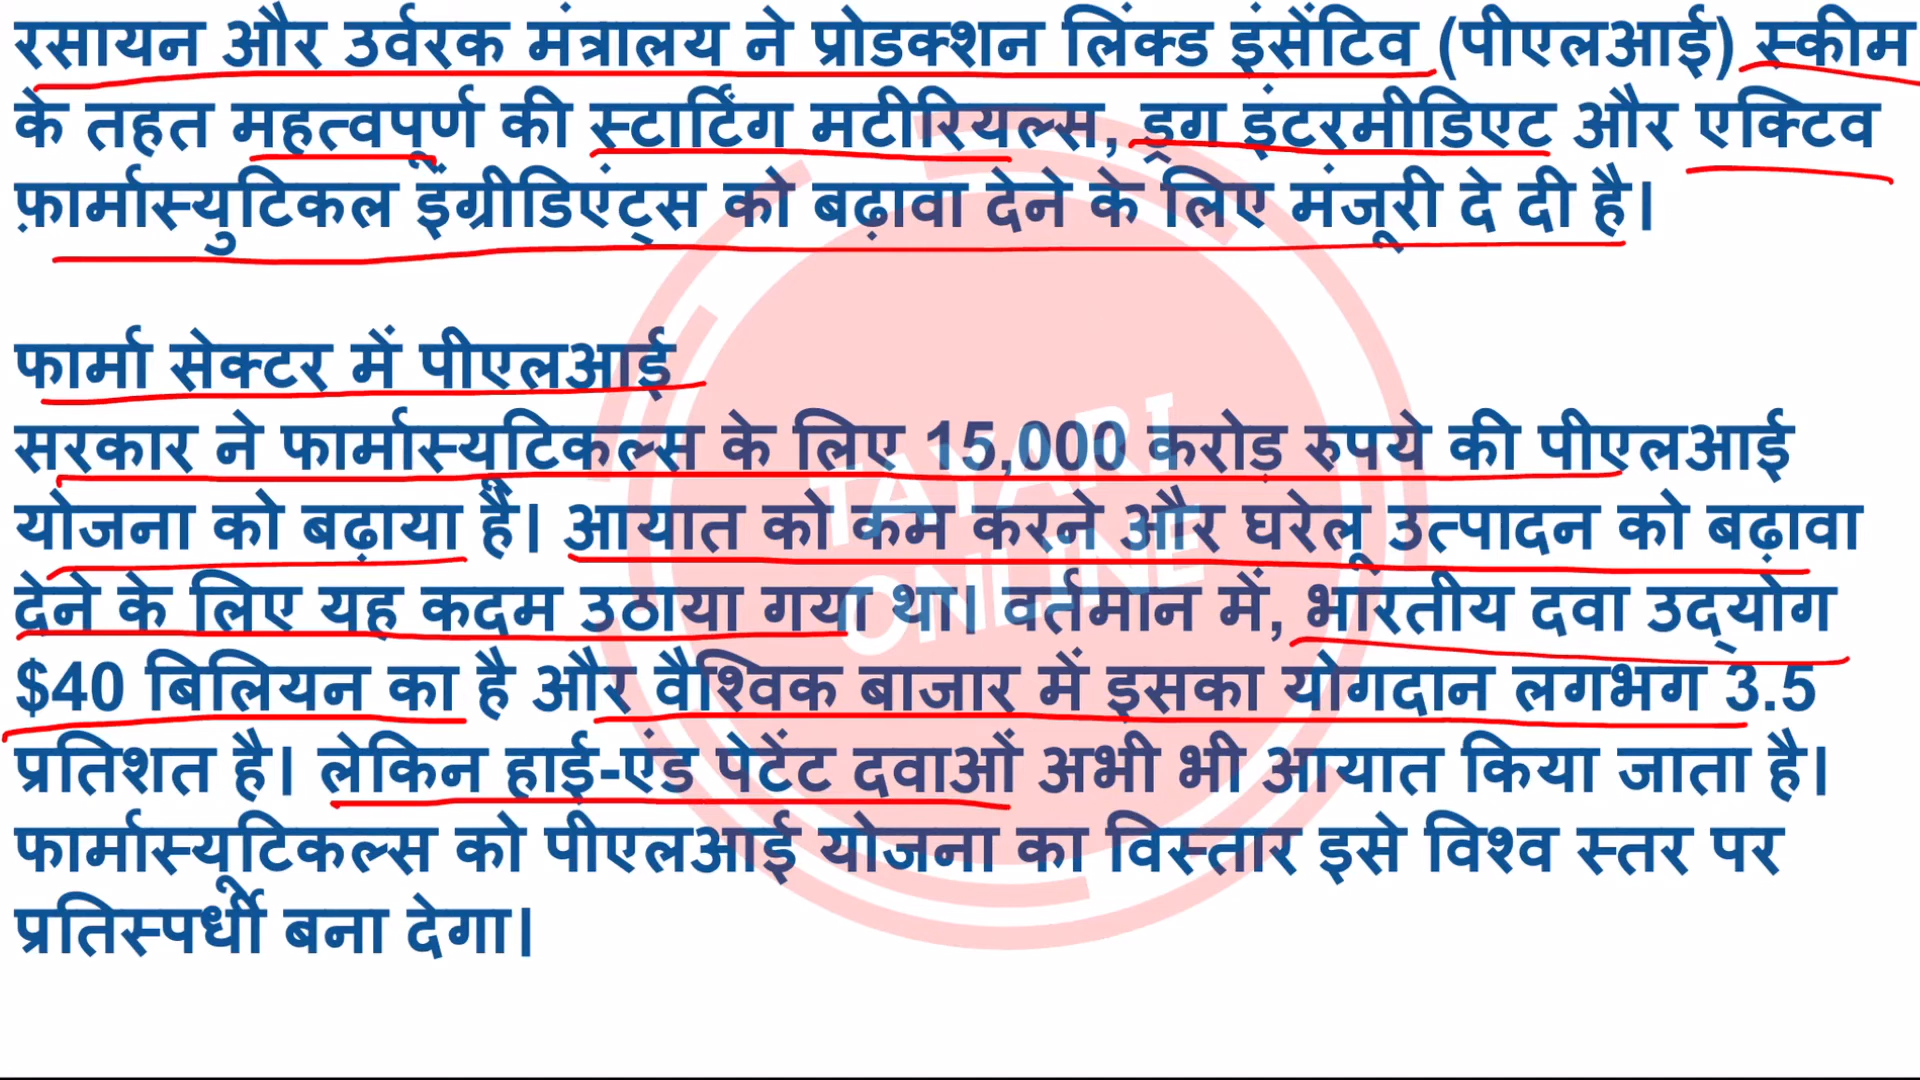 रसायन और उर्वरक मंत्रालय ने प्रोडक्शन लिंक्ड इंसेंटिव (पीएलआई) स्कीम
के तहत महत्वपूर्ण की स्टार्टिंग मटीरियल्स, ड्रग इंटरमीडिएट और एक्टिव
फ़ार्मास्युटिकल इंग्रीडिएंट्स को बढ़ावा देने के लिए मंजूरी दे दी है।
फार्मा सेक्टर में पीएलआई
सरकार ने फार्मास्यूटिकल्स के लिए 15,000 करोड़ रुपये की पीएलआई
योजना को बढ़ाया है। आयात को कम करने और घरेलू उत्पादन को बढ़ावा
देने के लिए यह कदम उठाया गया था। वर्तमान में, भारतीय दवा उद्योग
$40 बिलियन का है और वैश्विक बाजार में इसका योगदान लगभग 3.5
प्रतिशत है। लेकिन हाई-एंड पेटेंट दवाओं अभी भी आयात किया जाता है।
फार्मास्यूटिकल्स को पीएलआई योजना का विस्तार इसे विश्व स्तर पर
प्रतिस्पर्धी बना देगा।
TAYARI
ONLINE